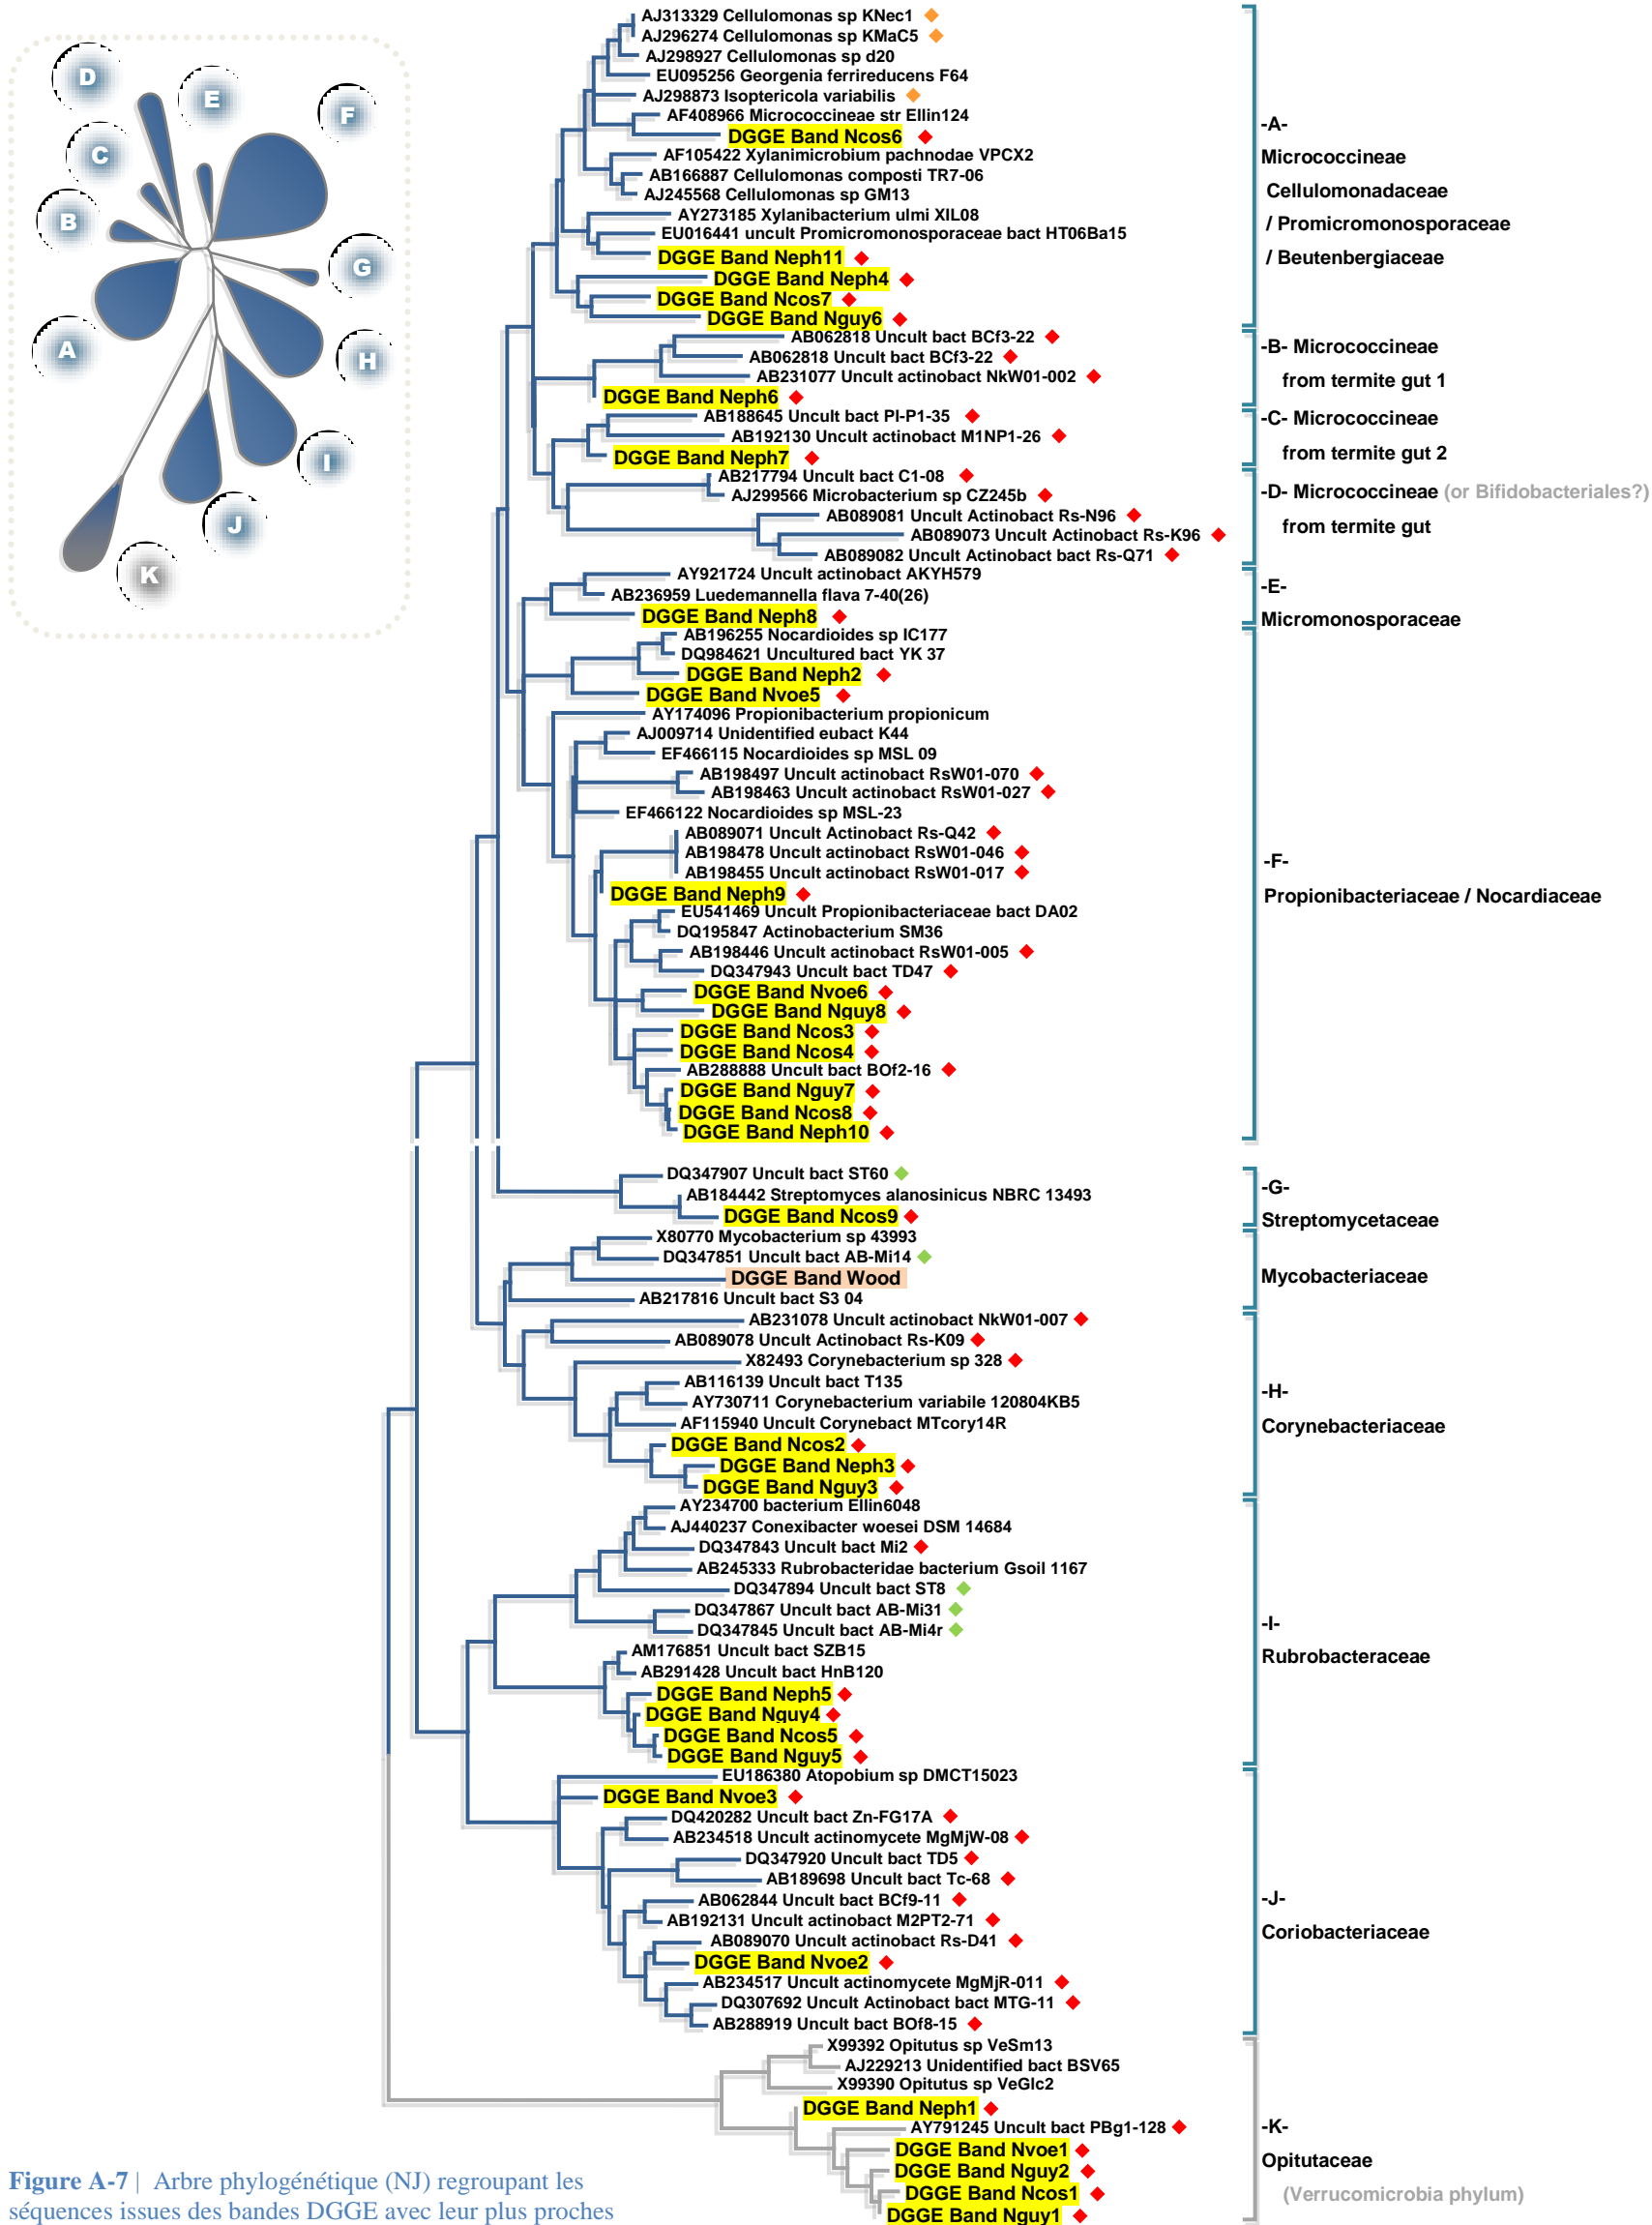 D
E
F
C
B
G
A
H
I
J
K
AJ313329 Cellulomonas sp KNec1
AJ296274 Cellulomonas sp KMaC5
AJ298927 Cellulomonas sp d20
EU095256 Georgenia ferrireducens F64
AJ298873 Isoptericola variabilis
AF408966 Micrococcineae str Ellin124
DGGE Band Ncos6
AF105422 Xylanimicrobium pachnodae VPCX2
AB166887 Cellulomonas composti TR7-06
AJ245568 Cellulomonas sp GM13
AY273185 Xylanibacterium ulmi XIL08
EU016441 uncult Promicromonosporaceae bact HT06Ba15
DGGE Band Neph11
DGGE Band Neph4
DGGE Band Ncos7
DGGE Band Nguy6
-A-
Micrococcineae
Cellulomonadaceae
/ Promicromonosporaceae
/ Beutenbergiaceae
AB062818 Uncult bact BCf3-22
AB062818 Uncult bact BCf3-22
AB231077 Uncult actinobact NkW01-002
DGGE Band Neph6
-B- Micrococcineae
from termite gut 1
AB188645 Uncult bact PI-P1-35
AB192130 Uncult actinobact M1NP1-26
DGGE Band Neph7
-C- Micrococcineae
from termite gut 2
AB217794 Uncult bact C1-08
AJ299566 Microbacterium sp CZ245b
AB089081 Uncult Actinobact Rs-N96
AB089073 Uncult Actinobact Rs-K96
AB089082 Uncult Actinobact bact Rs-Q71
-D- Micrococcineae (or Bifidobacteriales?)
from termite gut
AY921724 Uncult actinobact AKYH579
AB236959 Luedemannella flava 7-40(26)
DGGE Band Neph8
-E-
Micromonosporaceae
AB196255 Nocardioides sp IC177
DQ984621 Uncultured bact YK 37
DGGE Band Neph2
DGGE Band Nvoe5
AY174096 Propionibacterium propionicum
AJ009714 Unidentified eubact K44
EF466115 Nocardioides sp MSL 09
AB198497 Uncult actinobact RsW01-070
AB198463 Uncult actinobact RsW01-027
EF466122 Nocardioides sp MSL-23
AB089071 Uncult Actinobact Rs-Q42
AB198478 Uncult actinobact RsW01-046
AB198455 Uncult actinobact RsW01-017
DGGE Band Neph9
EU541469 Uncult Propionibacteriaceae bact DA02
DQ195847 Actinobacterium SM36
AB198446 Uncult actinobact RsW01-005
DQ347943 Uncult bact TD47
DGGE Band Nvoe6
DGGE Band Nguy8
DGGE Band Ncos3
DGGE Band Ncos4
AB288888 Uncult bact BOf2-16
DGGE Band Nguy7
DGGE Band Ncos8
DGGE Band Neph10
-F-
Propionibacteriaceae / Nocardiaceae
DQ347907 Uncult bact ST60
AB184442 Streptomyces alanosinicus NBRC 13493
DGGE Band Ncos9
-G-
Streptomycetaceae
X80770 Mycobacterium sp 43993
DQ347851 Uncult bact AB-Mi14
DGGE Band Wood
AB217816 Uncult bact S3 04
Mycobacteriaceae
AB231078 Uncult actinobact NkW01-007
AB089078 Uncult Actinobact Rs-K09
X82493 Corynebacterium sp 328
AB116139 Uncult bact T135
AY730711 Corynebacterium variabile 120804KB5
AF115940 Uncult Corynebact MTcory14R
DGGE Band Ncos2
DGGE Band Neph3
DGGE Band Nguy3
-H-
Corynebacteriaceae
AY234700 bacterium Ellin6048
AJ440237 Conexibacter woesei DSM 14684
DQ347843 Uncult bact Mi2
AB245333 Rubrobacteridae bacterium Gsoil 1167
DQ347894 Uncult bact ST8
DQ347867 Uncult bact AB-Mi31
DQ347845 Uncult bact AB-Mi4r
AM176851 Uncult bact SZB15
AB291428 Uncult bact HnB120
DGGE Band Neph5
DGGE Band Nguy4
DGGE Band Ncos5
DGGE Band Nguy5
-I-
Rubrobacteraceae
EU186380 Atopobium sp DMCT15023
DGGE Band Nvoe3
DQ420282 Uncult bact Zn-FG17A
AB234518 Uncult actinomycete MgMjW-08
DQ347920 Uncult bact TD5
AB189698 Uncult bact Tc-68
AB062844 Uncult bact BCf9-11
AB192131 Uncult actinobact M2PT2-71
AB089070 Uncult actinobact Rs-D41
DGGE Band Nvoe2
AB234517 Uncult actinomycete MgMjR-011
DQ307692 Uncult Actinobact bact MTG-11
AB288919 Uncult bact BOf8-15
-J-
Coriobacteriaceae
X99392 Opitutus sp VeSm13
AJ229213 Unidentified bact BSV65
X99390 Opitutus sp VeGlc2
DGGE Band Neph1
AY791245 Uncult bact PBg1-128
DGGE Band Nvoe1
DGGE Band Nguy2
DGGE Band Ncos1
DGGE Band Nguy1
-K-
Opitutaceae
(Verrucomicrobia phylum)
Figure A-7 | Arbre phylogénétique (NJ) regroupant les
séquences issues des bandes DGGE avec leur plus proches